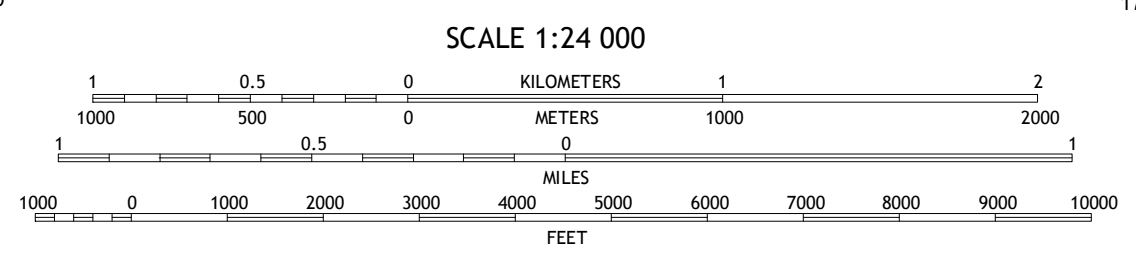 SCALE 1:24 000
1 0.5 0 KILOMETERS 1 2
1000 500 0 METERS 1000 2000
1 0.5 0 1
MILES
1000 0 1000 2000 3000 4000 5000 6000 7000 8000 9000 10000
FEET